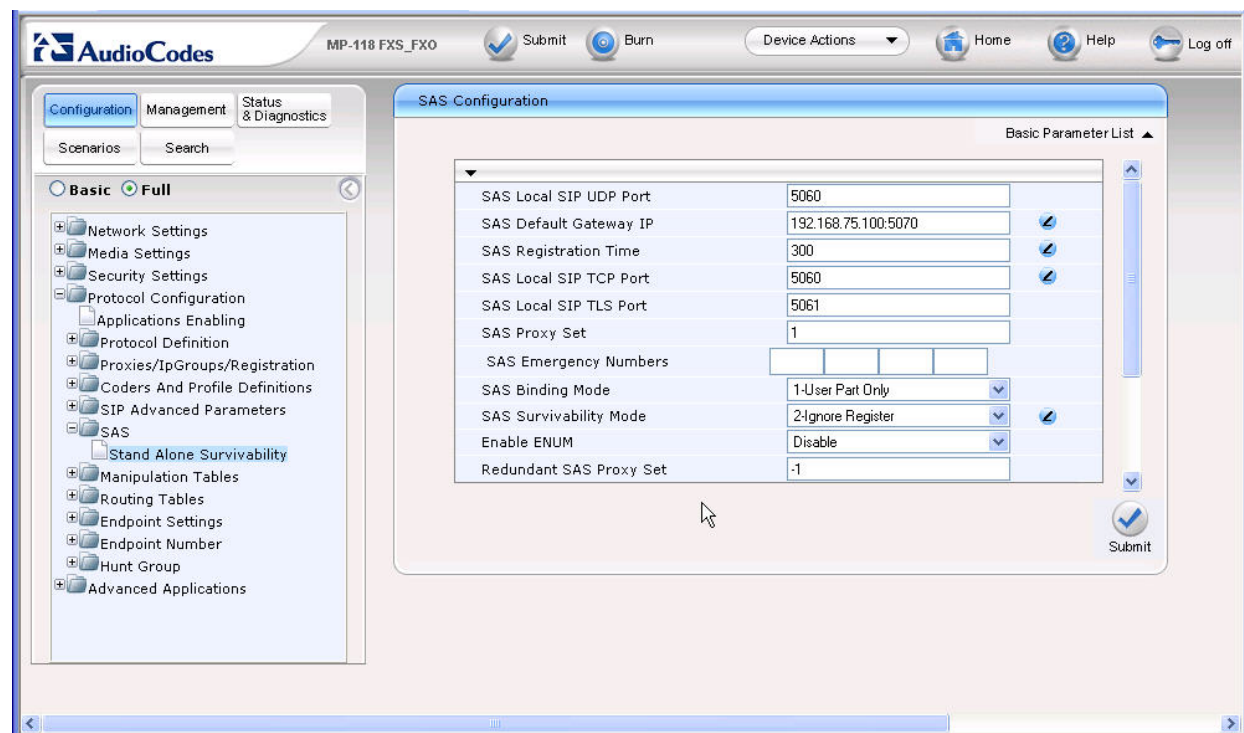 AudioCodes
MP-118 FXS_FXO
Submit
Burn
Device Actions
Home
Help
Log off
Configuration
Management
Status & Diagnostics
Scenarios
Search
Basic
Full
Network Settings
Media Settings
Security Settings
Protocol Configuration
Applications Enabling
Protocol Definition
Proxies/IpGroups/Registration
Coders And Profile Definitions
SIP Advanced Parameters
SAS
Stand Alone Survivability
Manipulation Tables
Routing Tables
Endpoint Settings
Endpoint Number
Hunt Group
Advanced Applications
SAS Configuration
Basic Parameter List
SAS Local SIP UDP Port 5060
SAS Default Gateway IP 192.168.75.100:5070
SAS Registration Time 300
SAS Local SIP TCP Port 5060
SAS Local SIP TLS Port 5061
SAS Proxy Set 1
SAS Emergency Numbers
SAS Binding Mode 1-User Part Only
SAS Survivability Mode 2-Ignore Register
Enable ENUM Disable
Redundant SAS Proxy Set -1
Submit